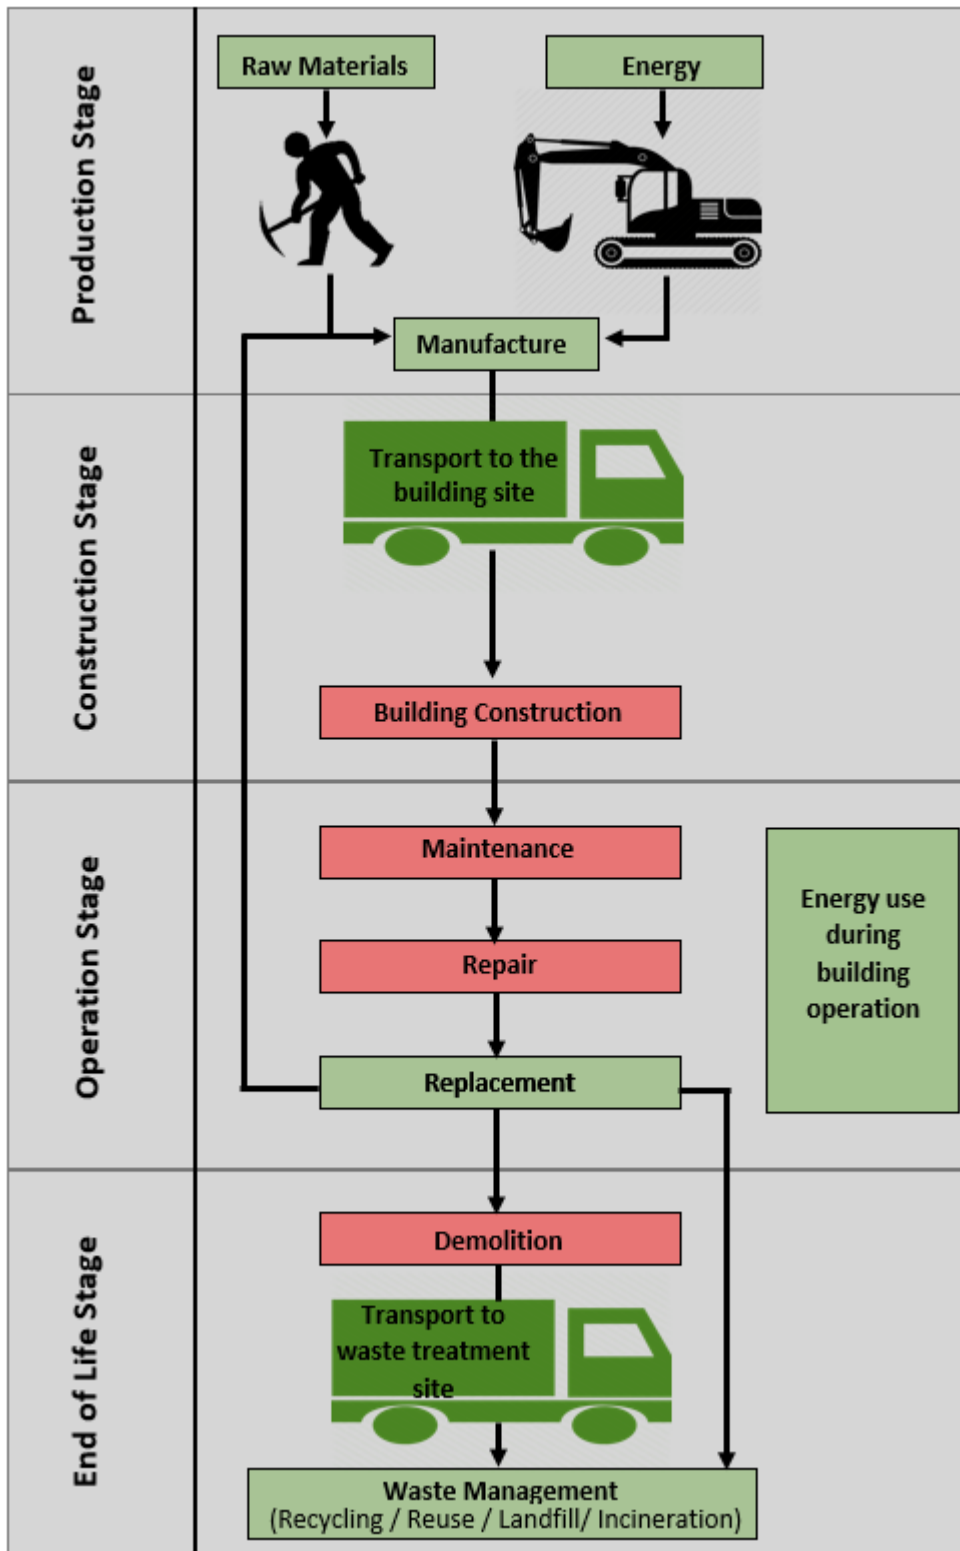 Production Stage
Raw Materials
Energy
Manufacture
Construction Stage
Transport to the
building site
Building Construction
Operation Stage
Maintenance
Repair
Replacement
Energy use
during
building
operation
End of Life Stage
Demolition
Transport to
waste treatment
site
Waste Management
(Recycling / Reuse / Landfill/ Incineration)